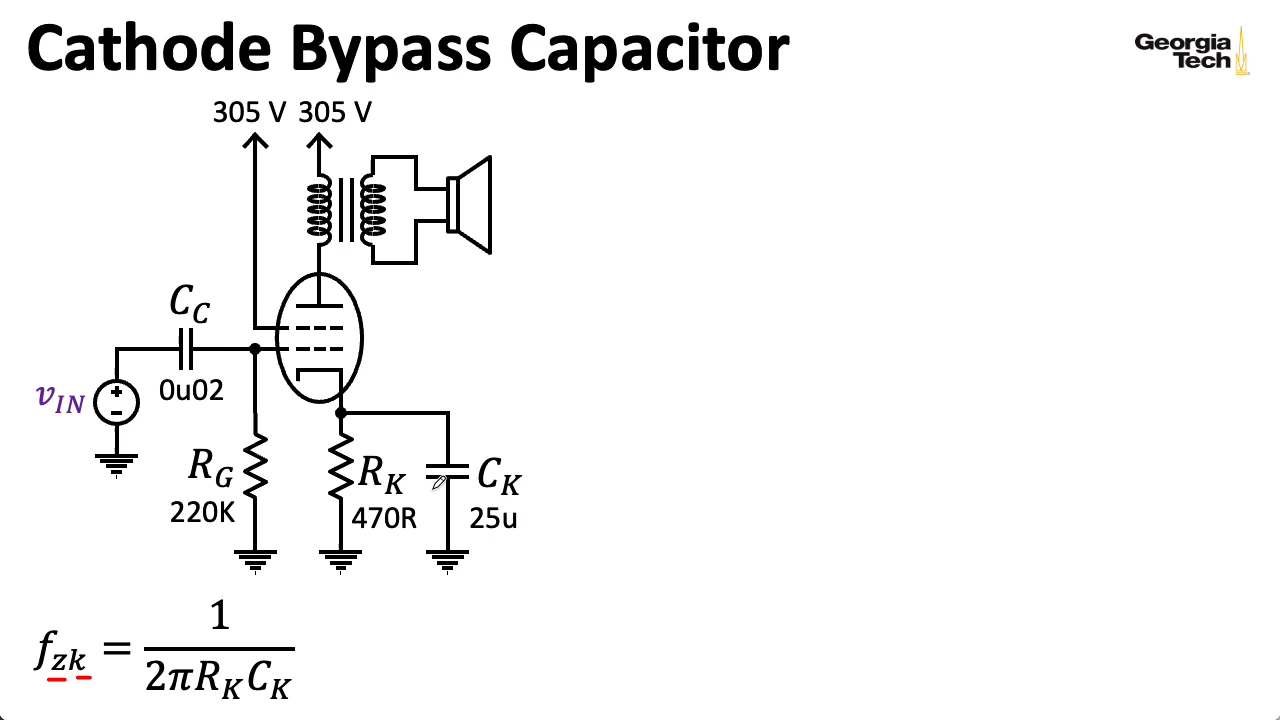 Cathode Bypass Capacitor
Georgia
Tech
305 V 305 V
C_C
0u02
v_IN
+
-
R_G
220K
R_K
470R
C_K
25u
f_zk = 1 / 2πR_K C_K